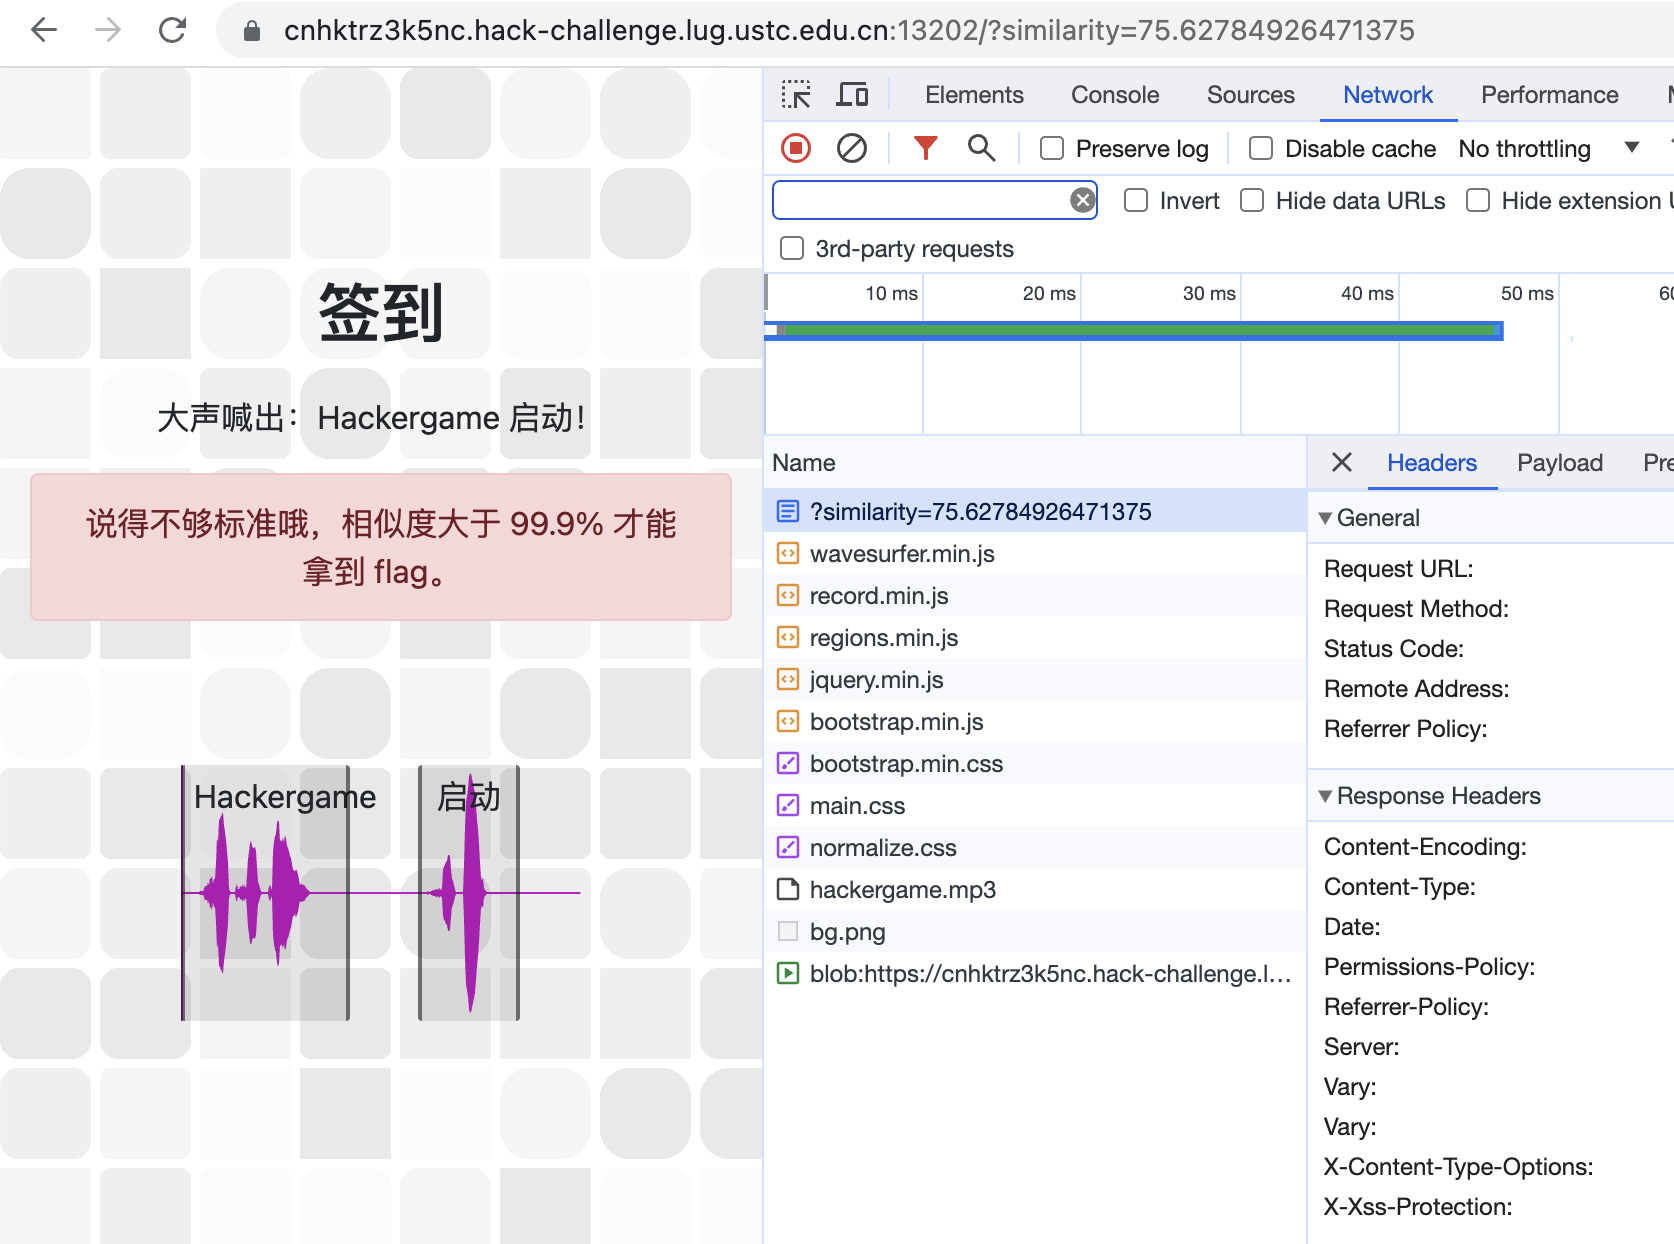 cnhktrz3k5nc.hack-challenge.lug.ustc.edu.cn:13202/?similarity=75.62784926471375
签到
大声喊出：Hackergame 启动！
说得不够标准哦，相似度大于 99.9% 才能
拿到 flag。
Hackergame 启动
Elements Console Sources Network Performance
Preserve log Disable cache No throttling
Invert Hide data URLs Hide extension
3rd-party requests
10 ms 20 ms 30 ms 40 ms 50 ms
Name
?similarity=75.62784926471375
wavesurfer.min.js
record.min.js
regions.min.js
jquery.min.js
bootstrap.min.js
bootstrap.min.css
main.css
normalize.css
hackergame.mp3
bg.png
blob:https://cnhktrz3k5nc.hack-challenge.l…
Headers Payload
General
Request URL:
Request Method:
Status Code:
Remote Address:
Referrer Policy:
Response Headers
Content-Encoding:
Content-Type:
Date:
Permissions-Policy:
Referrer-Policy:
Server:
Vary:
Vary:
X-Content-Type-Options:
X-Xss-Protection: